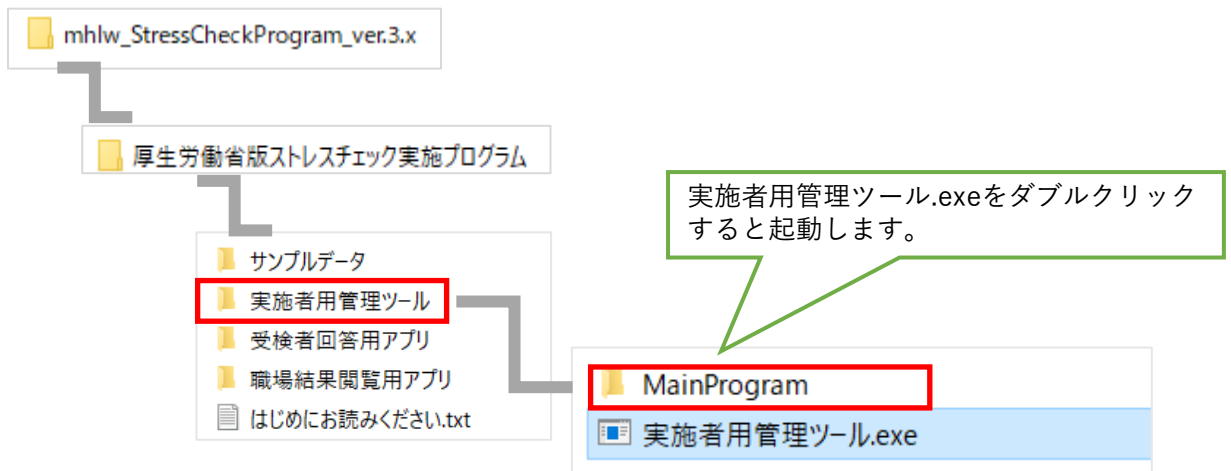 mhlw_StressCheckProgram_ver.3.x
厚生労働省版ストレスチェック実施プログラム
実施者用管理ツール.exeをダブルクリック
すると起動します。
サンプルデータ
実施者用管理ツール
受検者回答用アプリ
職場結果閲覧用アプリ
はじめにお読みください.txt
MainProgram
実施者用管理ツール.exe